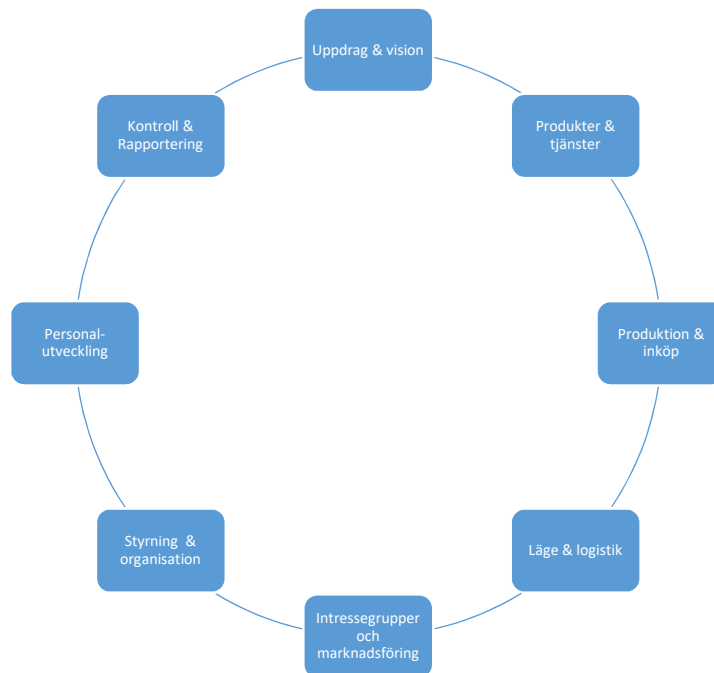 Uppdrag & vision
Produkter &
tjänster
Produktion &
inköp
Läge & logistik
Intressegrupper
och
marknadsföring
Styrning & 
organisation
Personal-
utveckling
Kontroll &
Rapportering